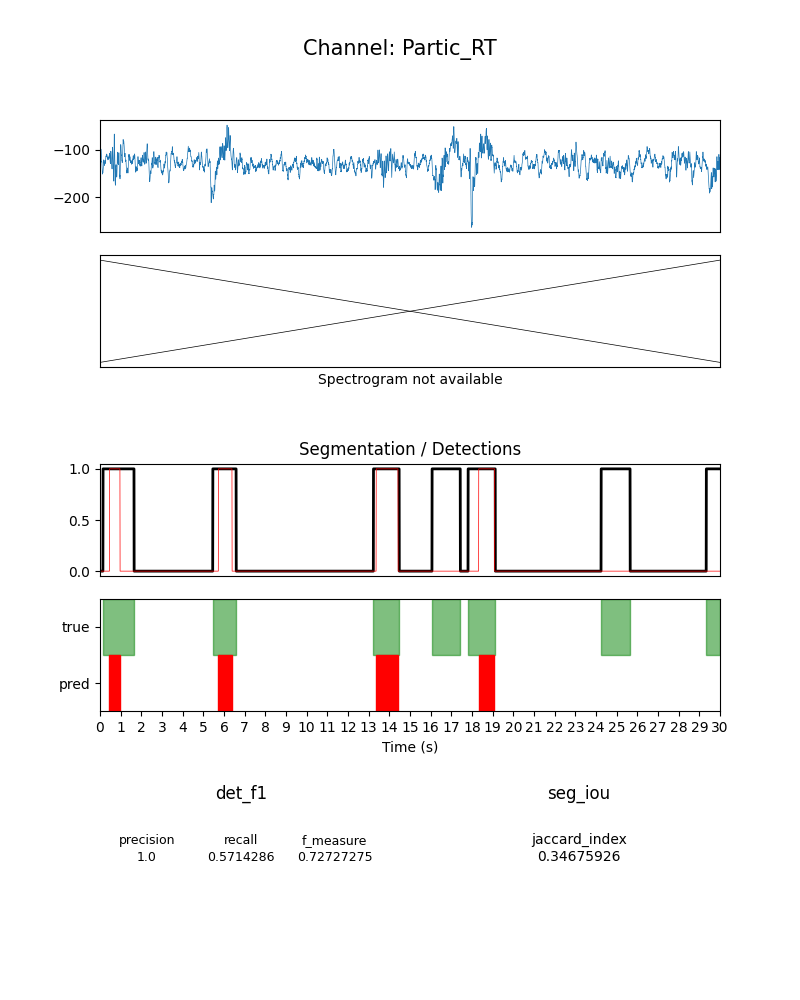 Channel: Partic_RT
−100
−200
Spectrogram not available
Segmentation / Detections
1.0
0.5
0.0
true
pred
0 1 2 3 4 5 6 7 8 9 10 11 12 13 14 15 16 17 18 19 20 21 22 23 24 25 26 27 28 29 30
Time (s)
det_f1 seg_iou
precision recall f_measure jaccard_index
1.0 0.5714286 0.72727275 0.34675926